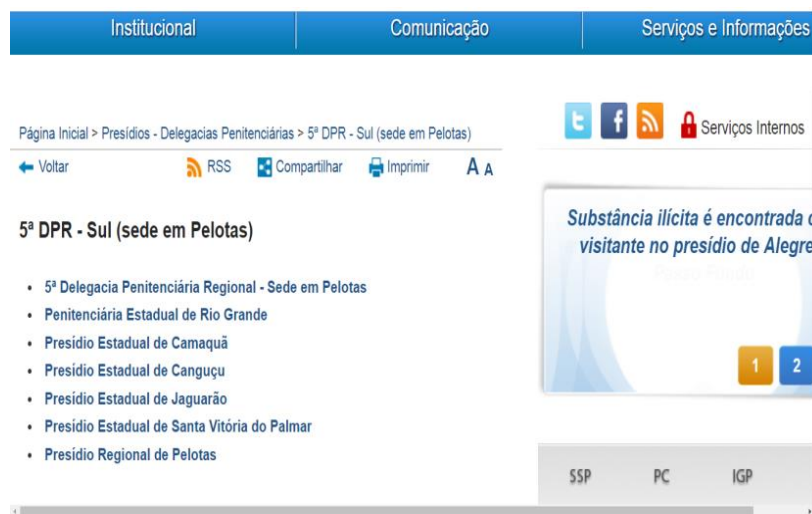 Institucional
Comunicação
Serviços e Informações
Página Inicial > Presídios - Delegacias Penitenciárias > 5ª DPR - Sul (sede em Pelotas)
Voltar
RSS
Compartilhar
Imprimir
A A
Serviços Internos
5ª DPR - Sul (sede em Pelotas)
• 5ª Delegacia Penitenciária Regional - Sede em Pelotas
• Penitenciária Estadual de Rio Grande
• Presídio Estadual de Camaquã
• Presídio Estadual de Canguçu
• Presídio Estadual de Jaguarão
• Presídio Estadual de Santa Vitória do Palmar
• Presídio Regional de Pelotas
Substância ilícita é encontrada
visitante no presídio de Alegre
1 2
SSP
PC
IGP